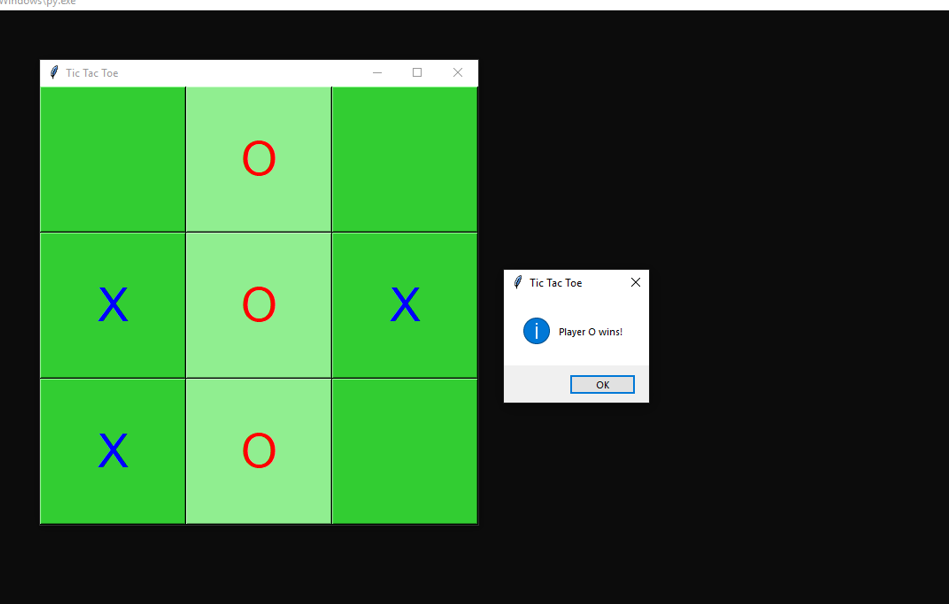 Windows\py.exe
Tic Tac Toe
O
X O X
X O
Tic Tac Toe
Player O wins!
OK